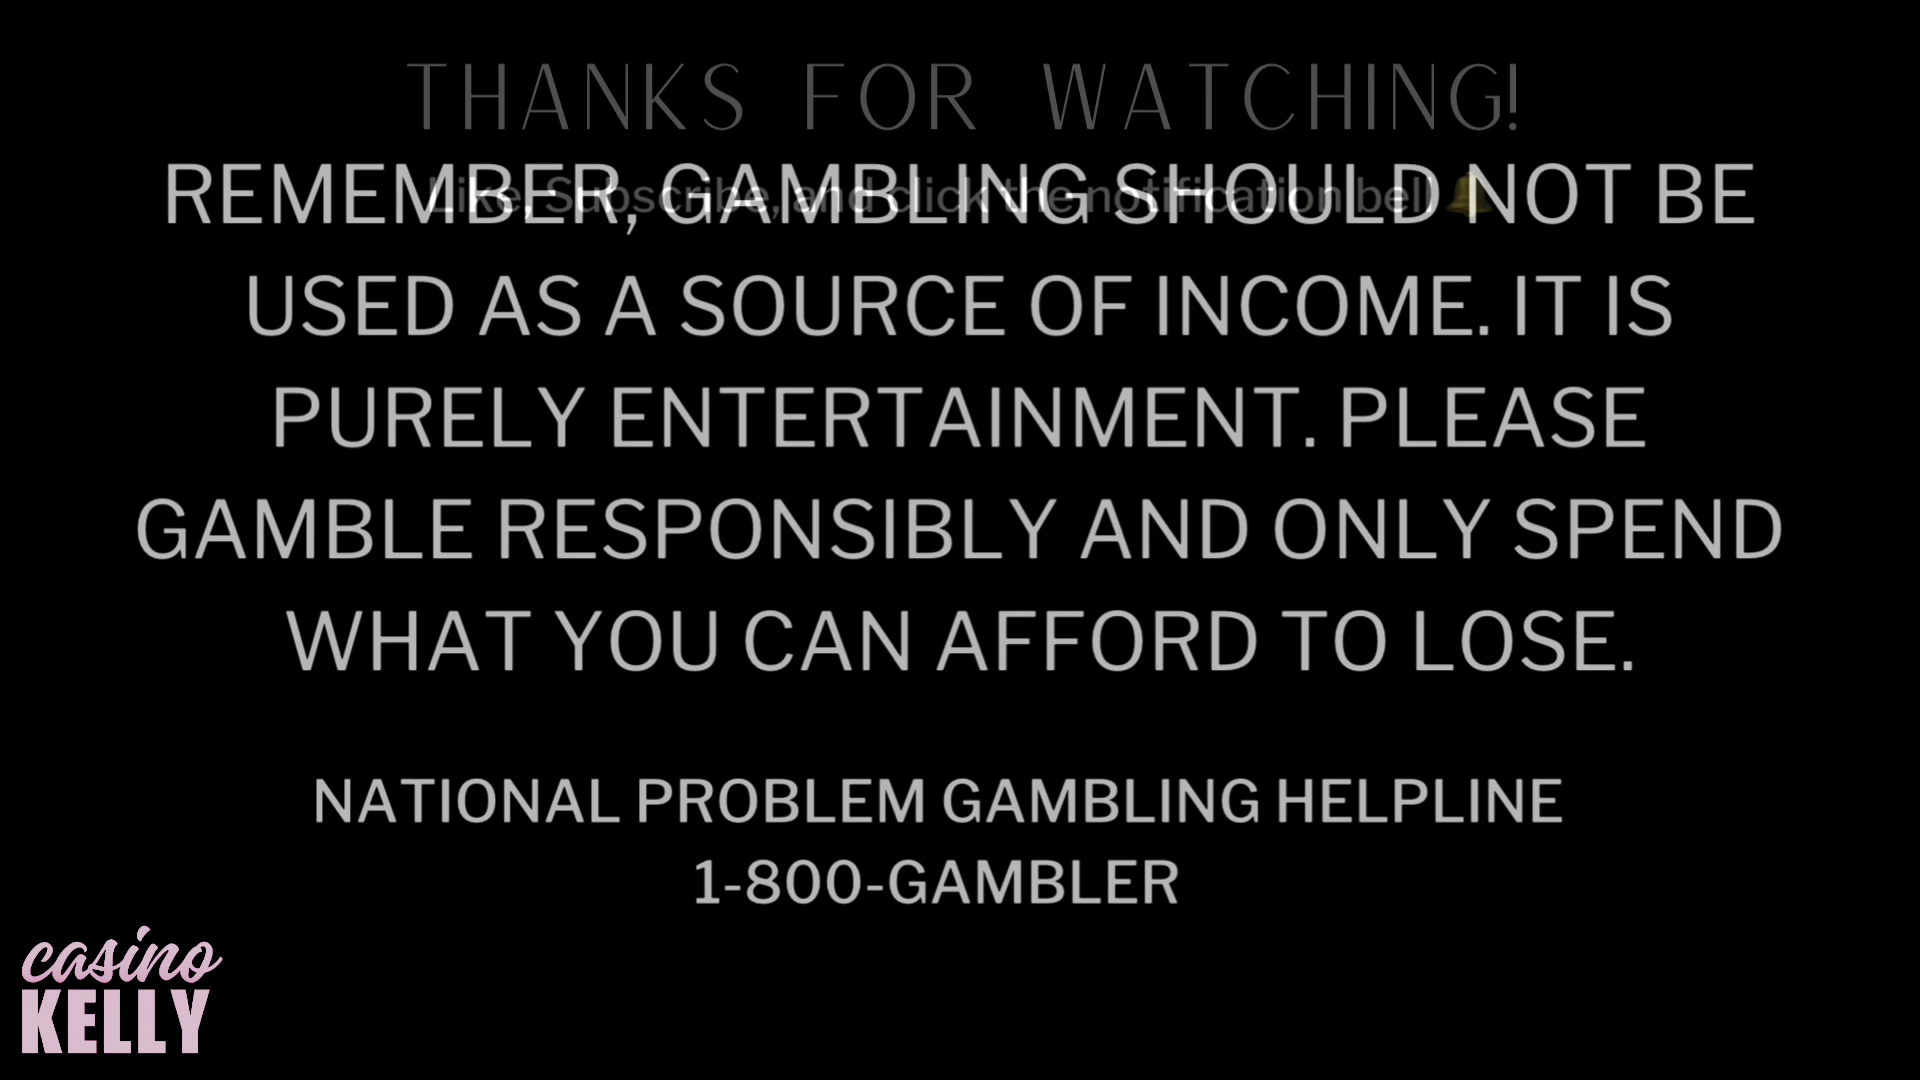 THANKS FOR WATCHING!
Like, Subscribe, and click the notification bell
REMEMBER, GAMBLING SHOULD NOT BE
USED AS A SOURCE OF INCOME. IT IS
PURELY ENTERTAINMENT. PLEASE
GAMBLE RESPONSIBLY AND ONLY SPEND
WHAT YOU CAN AFFORD TO LOSE.
NATIONAL PROBLEM GAMBLING HELPLINE
1-800-GAMBLER
casino
KELLY